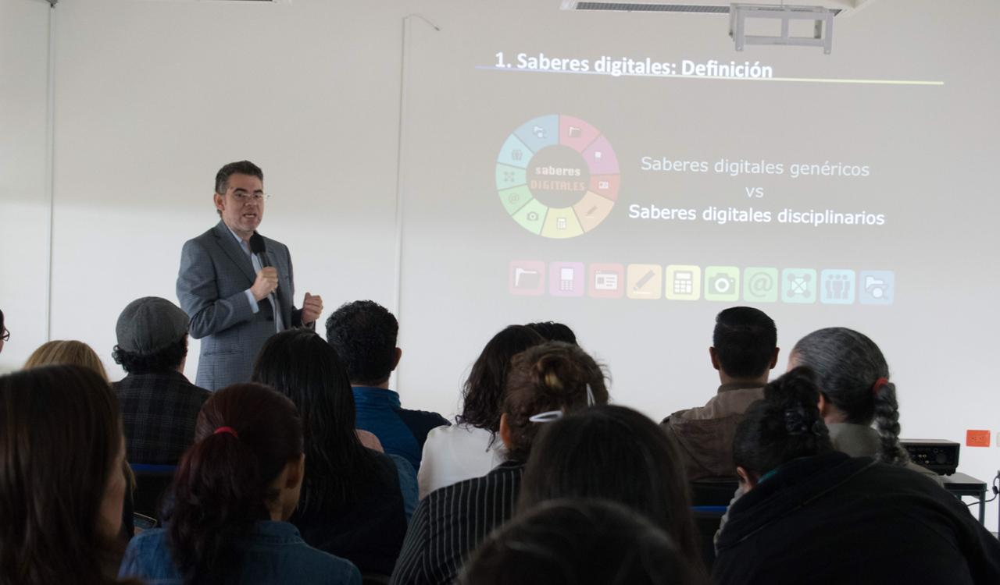 1. Saberes digitales: Definición
saberes
DIGITALES
Saberes digitales genéricos
vs
Saberes digitales disciplinarios